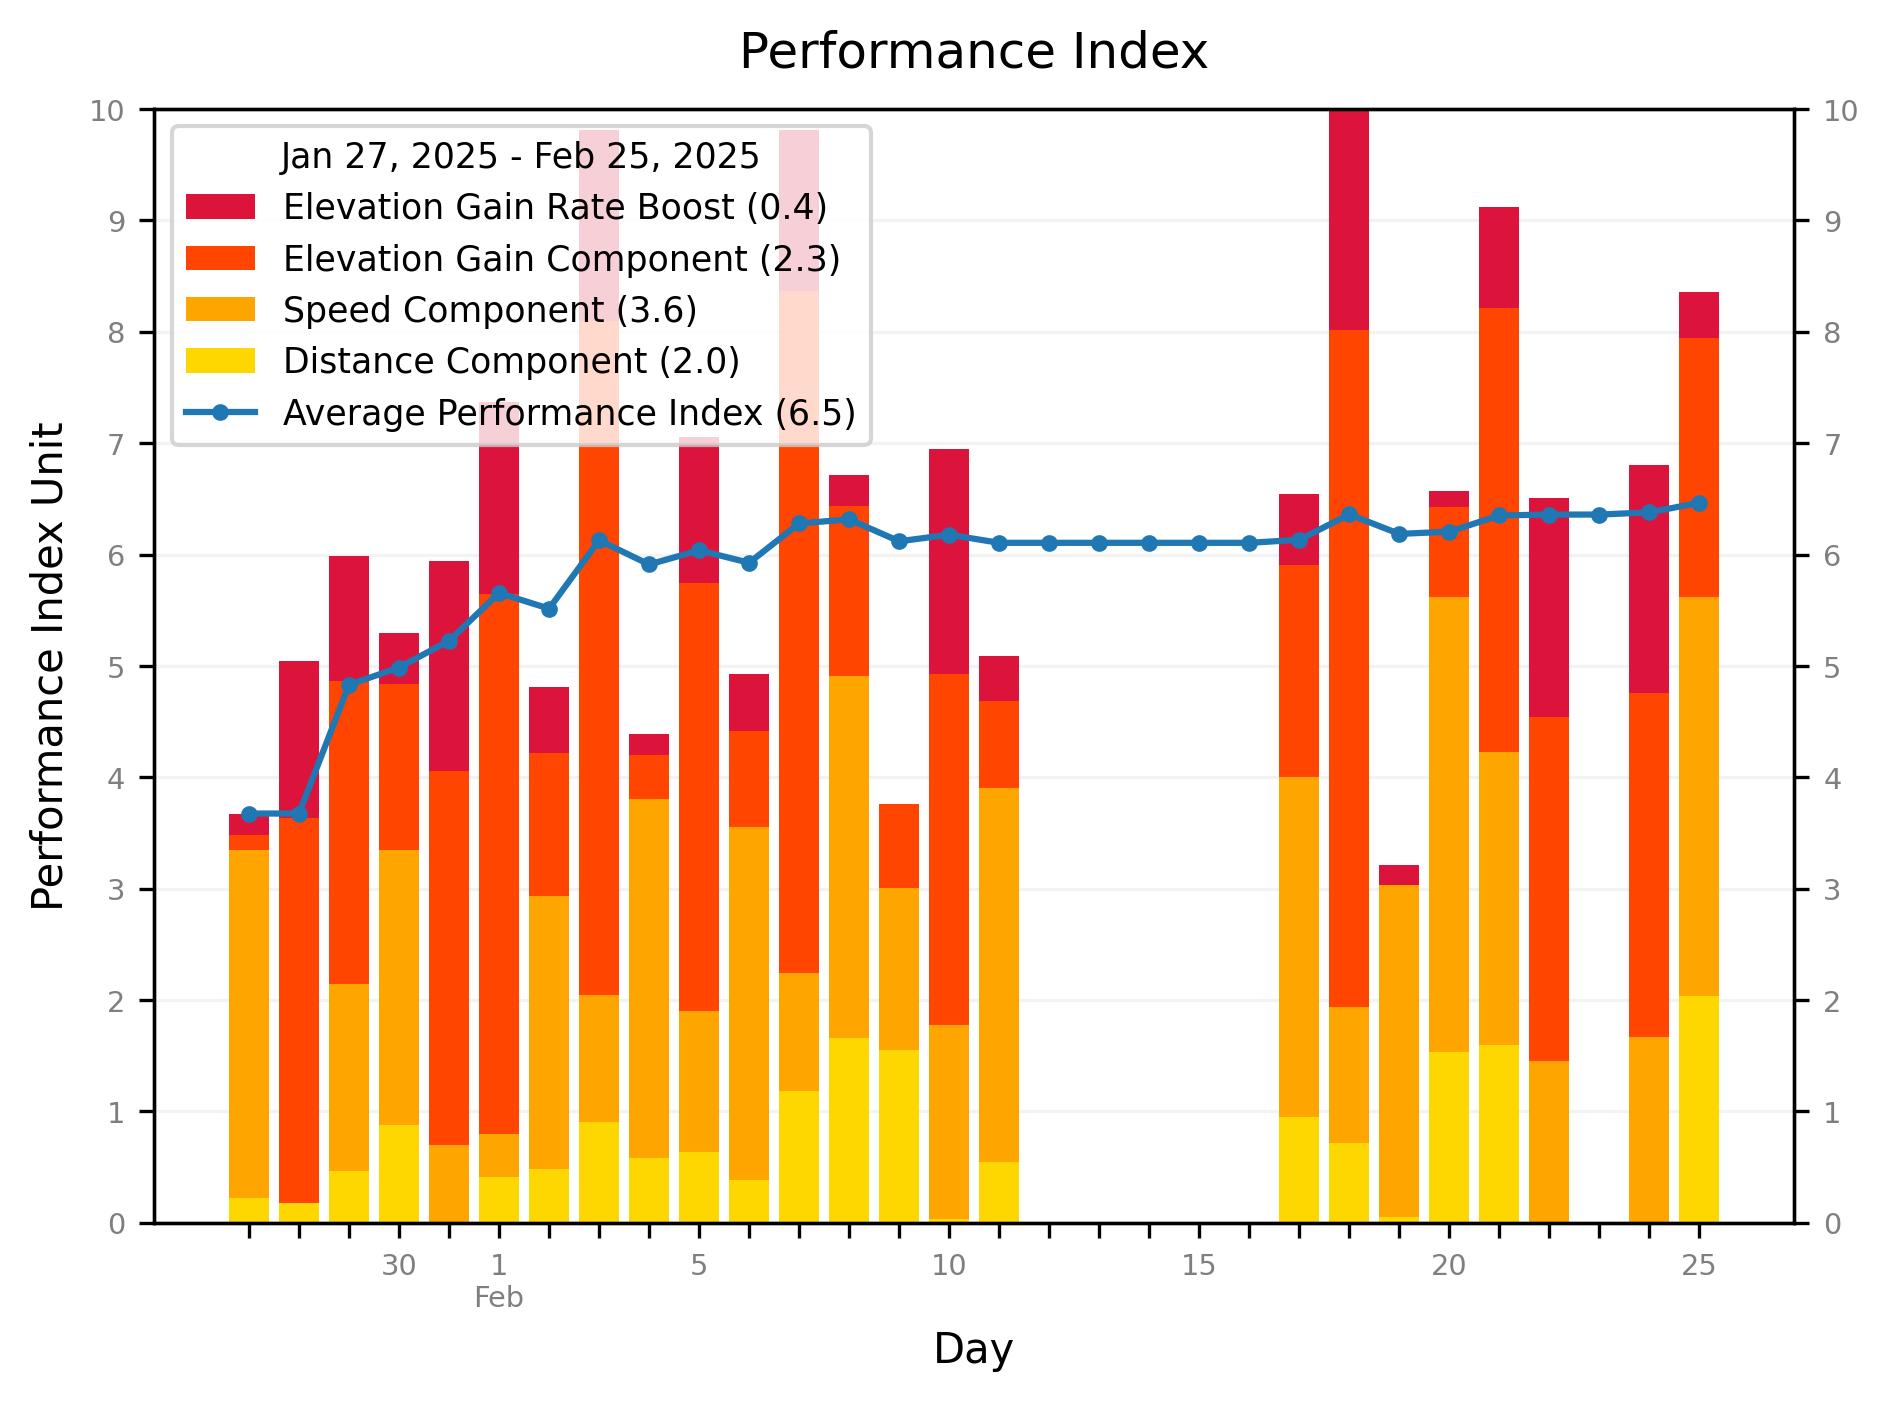 Performance Index
Jan 27, 2025 - Feb 25, 2025
Elevation Gain Rate Boost (0.4)
Elevation Gain Component (2.3)
Speed Component (3.6)
Distance Component (2.0)
Average Performance Index (6.5)
Performance Index Unit
10
9
8
7
6
5
4
3
2
1
0
10
9
8
7
6
5
4
3
2
1
0
30 1 5 10 15 20 25
Feb
Day